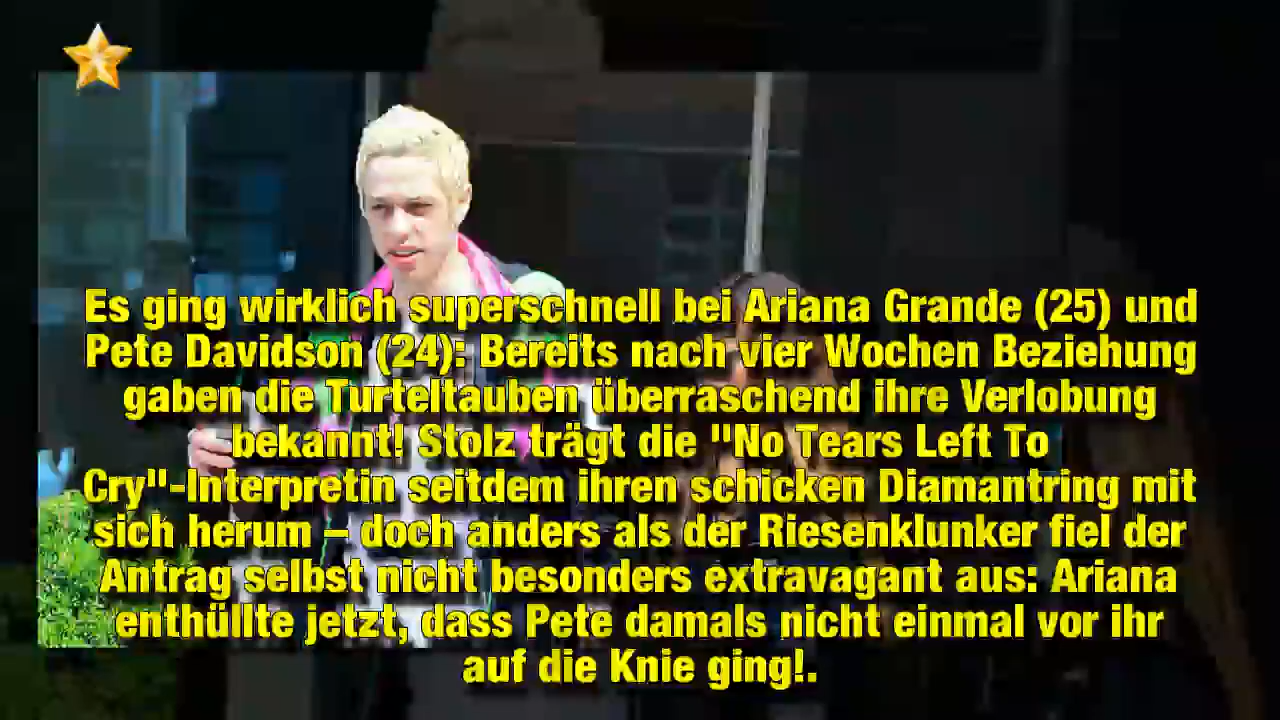 Es ging wirklich superschnell bei Ariana Grande (25) und
Pete Davidson (24): Bereits nach vier Wochen Beziehung
gaben die Turteltauben überraschend ihre Verlobung
bekannt! Stolz trägt die "No Tears Left To
Cry"-Interpretin seitdem ihren schicken Diamantring mit
sich herum – doch anders als der Riesenklunker fiel der
Antrag selbst nicht besonders extravagant aus: Ariana
enthüllte jetzt, dass Pete damals nicht einmal vor ihr
auf die Knie ging!.